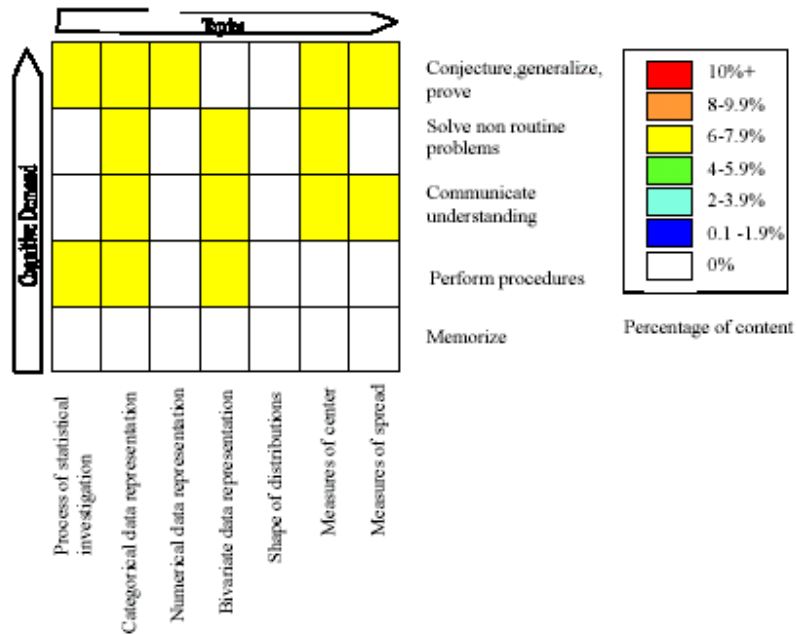 Topics
Cognitive Demand
Conjecture,generalize,
prove
Solve non routine
problems
Communicate
understanding
Perform procedures
Memorize
10%+
8-9.9%
6-7.9%
4-5.9%
2-3.9%
0.1 -1.9%
0%
Percentage of content
Process of statistical
investigation
Categorical data representation
Numerical data representation
Bivariate data representation
Shape of distributions
Measures of center
Measures of spread